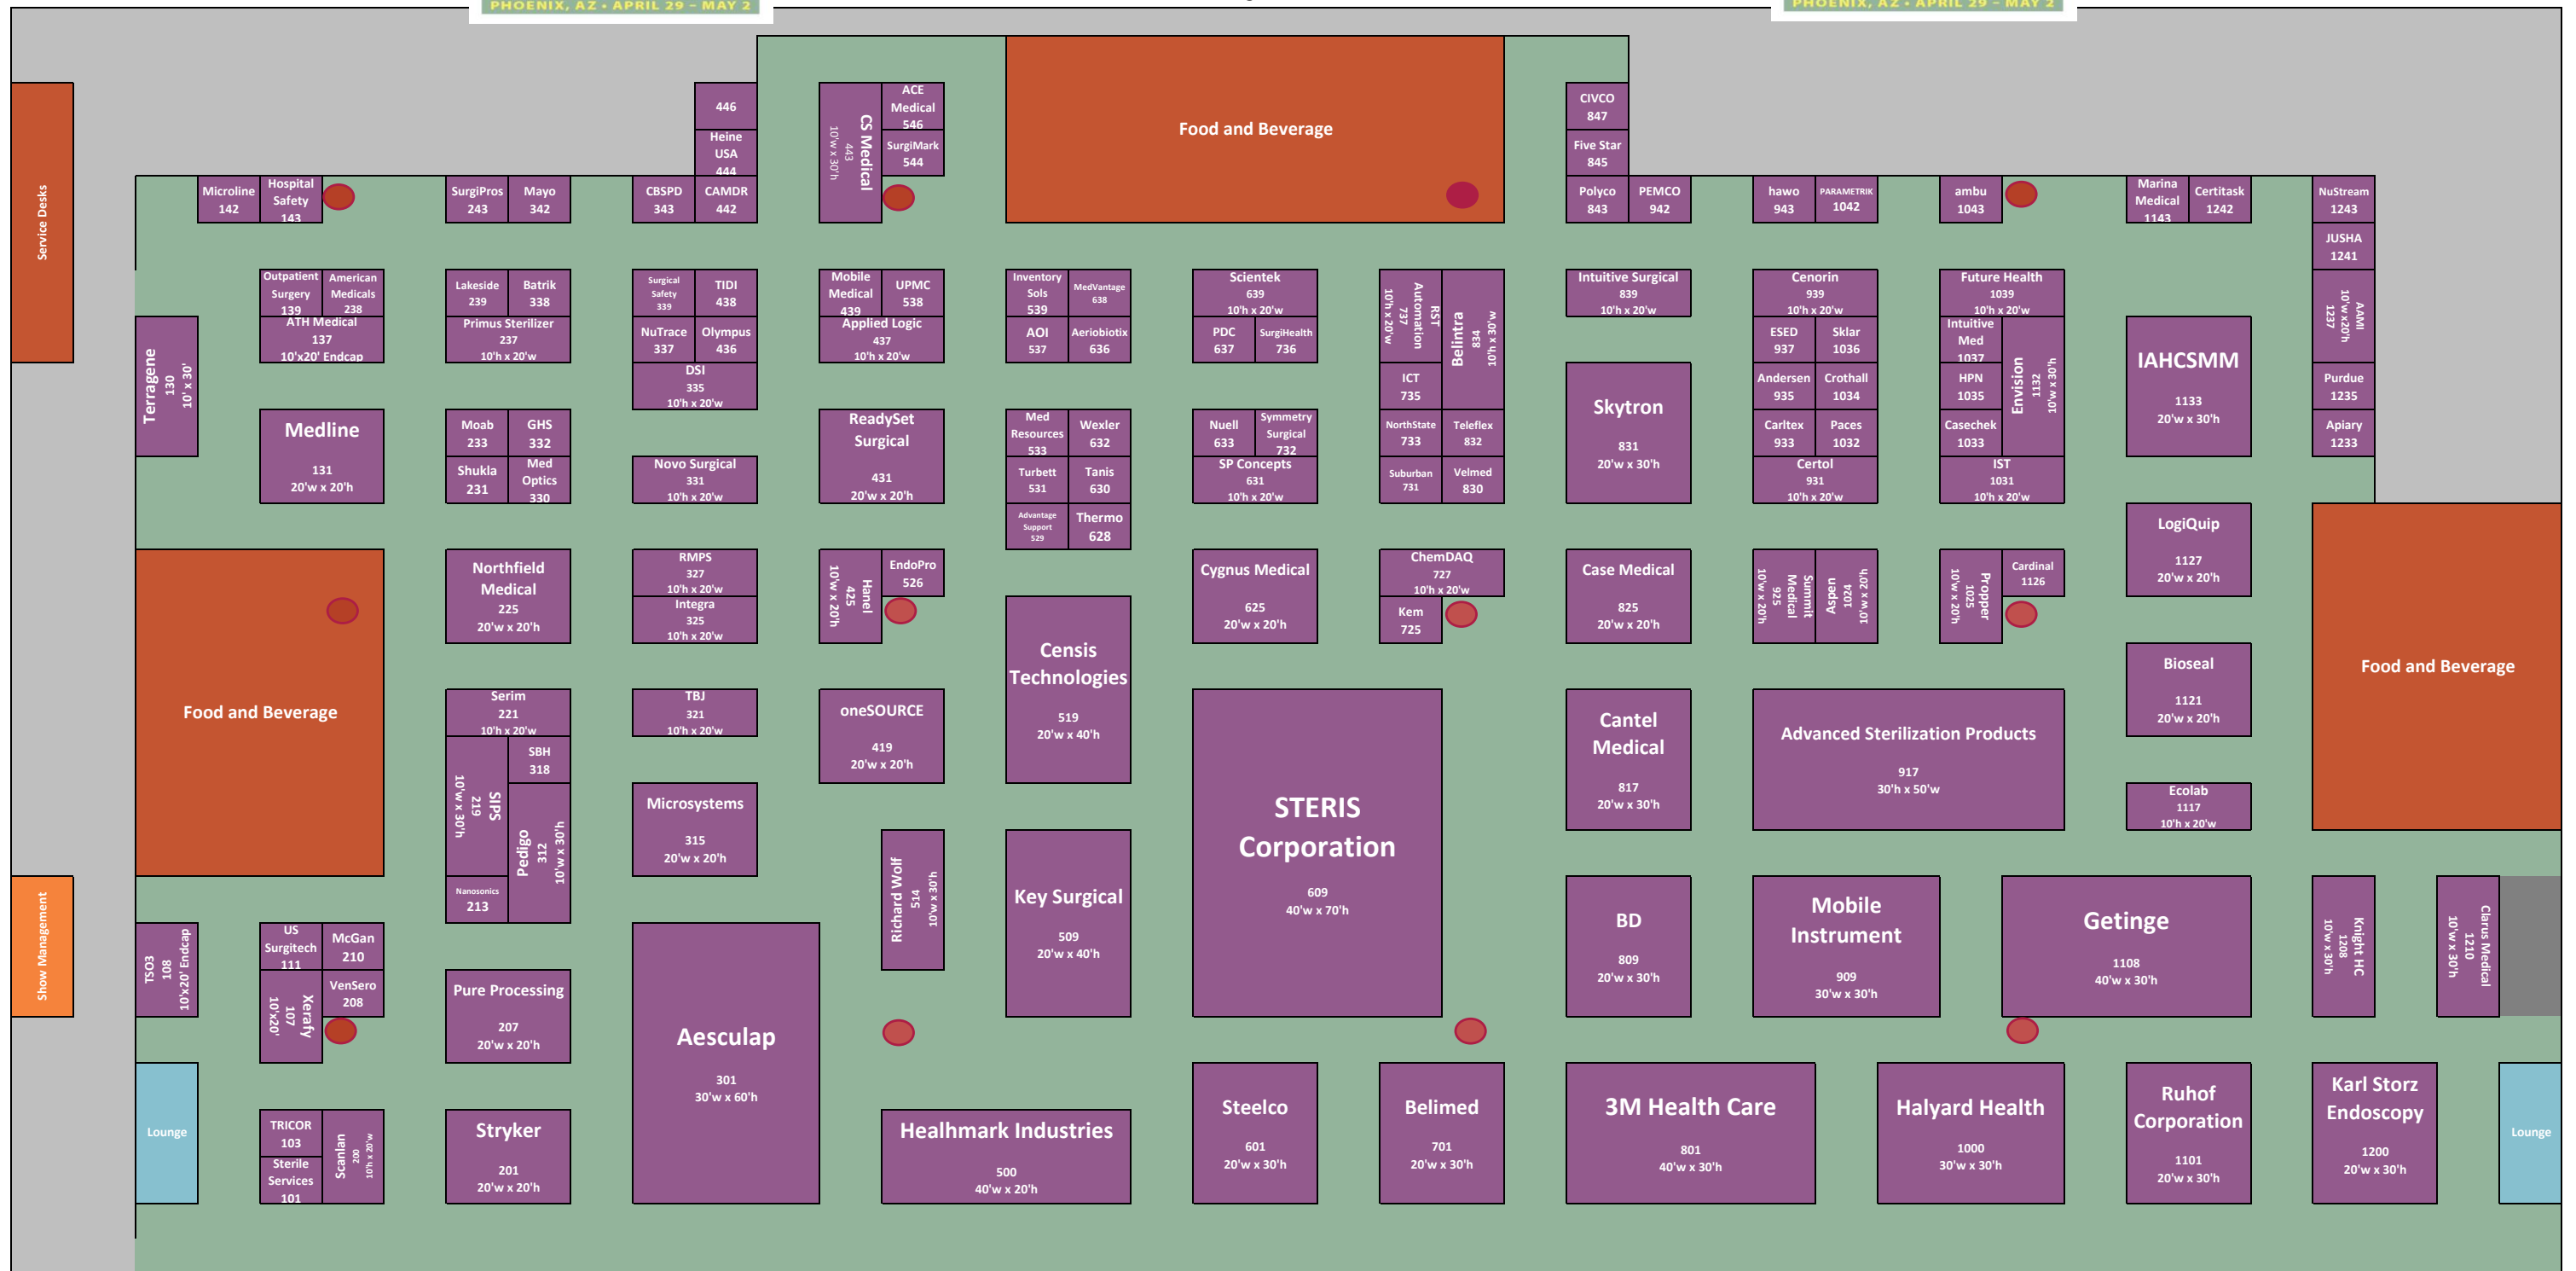 PHOENIX, AZ • APRIL 29 – MAY 2
PHOENIX, AZ • APRIL 29 – MAY 2
Service Desks
446
Heine
USA
444
CS Medical
443
10'w x 30'h
ACE
Medical
546
SurgiMark
544
Food and Beverage
CIVCO
847
Five Star
845
Microline
142
Hospital
Safety
143
SurgiPros
243
Mayo
342
CBSPD
343
CAMDR
442
Polyco
843
PEMCO
942
hawo
943
PARAMETRIK
1042
ambu
1043
Marina
Medical
1143
Certitask
1242
NuStream
1243
JUSHA
1241
Outpatient
Surgery
139
American
Medicals
238
Lakeside
239
Batrik
338
Surgical
Safety
339
TIDI
438
Mobile
Medical
439
UPMC
538
Inventory
Sols
539
MedVantage
638
Scientek
639
10'h x 20'w
RST
Automation
737
10'h x 20'w
Belintra
834
10'h x 30'w
Intuitive Surgical
839
10'h x 20'w
Cenorin
939
10'h x 20'w
Future Health
1039
10'h x 20'w
AAMI
1237
10'w x20'h
Terragene
130
10' x 30'
ATH Medical
137
10'x20' Endcap
Primus Sterilizer
237
10'h x 20'w
NuTrace
337
Olympus
436
Applied Logic
437
10'h x 20'w
AOI
537
Aeriobiotix
636
PDC
637
SurgiHealth
736
ESED
937
Sklar
1036
Intuitive
Med
1037
Envision
1132
10'w x 30'h
IAHCSMM
1133
20'w x 30'h
DSI
335
10'h x 20'w
ICT
735
Skytron
831
20'w x 30'h
Andersen
935
Crothall
1034
HPN
1035
Purdue
1235
Medline
131
20'w x 20'h
Moab
233
GHS
332
ReadySet
Surgical
431
20'w x 20'h
Med
Resources
533
Wexler
632
Nuell
633
Symmetry
Surgical
732
NorthState
733
Teleflex
832
Carltex
933
Paces
1032
Casechek
1033
Apiary
1233
Shukla
231
Med
Optics
330
Novo Surgical
331
10'h x 20'w
Turbett
531
Tanis
630
SP Concepts
631
10'h x 20'w
Suburban
731
Velmed
830
Certol
931
10'h x 20'w
IST
1031
10'h x 20'w
Advantage
Support
529
Thermo
628
LogiQuip
1127
20'w x 20'h
Food and Beverage
Food and Beverage
Northfield
Medical
225
20'w x 20'h
RMPS
327
10'h x 20'w
Integra
325
10'h x 20'w
Hanel
425
10'w x 20'h
EndoPro
526
Cygnus Medical
625
20'w x 20'h
ChemDAQ
727
10'h x 20'w
Kem
725
Case Medical
825
20'w x 20'h
Summit
Medical
925
10'w x 20'h
Aspen
1024
10'w x 20'h
Propper
1025
10'w x 20'h
Cardinal
1126
Censis
Technologies
519
20'w x 40'h
Bioseal
1121
20'w x 20'h
Serim
221
10'h x 20'w
TBJ
321
10'h x 20'w
oneSOURCE
419
20'w x 20'h
STERIS
Corporation
609
40'w x 70'h
Cantel
Medical
817
20'w x 30'h
Advanced Sterilization Products
917
30'h x 50'w
SIPS
219
10'w x 30'h
SBH
318
Pedigo
312
10'w x 30'h
Microsystems
315
20'w x 20'h
Ecolab
1117
10'h x 20'w
Nanosonics
213
Richard Wolf
514
10'w x 30'h
Key Surgical
509
20'w x 40'h
Show Management
BD
809
20'w x 30'h
Mobile
Instrument
909
30'w x 30'h
Getinge
1108
40'w x 30'h
Knight HC
1208
10'w x 30'h
Clarus Medical
1210
10'w x 30'h
TSO3
108
10'x20' Endcap
US
Surgitech
111
McGan
210
Xerafy
107
10'x20'
VenSero
208
Pure Processing
207
20'w x 20'h
Aesculap
301
30'w x 60'h
Lounge
TRICOR
103
Sterile
Services
101
Scanlan
200
10'h x 20'w
Stryker
201
20'w x 20'h
Healhmark Industries
500
40'w x 20'h
Steelco
601
20'w x 30'h
Belimed
701
20'w x 30'h
3M Health Care
801
40'w x 30'h
Halyard Health
1000
30'w x 30'h
Ruhof
Corporation
1101
20'w x 30'h
Karl Storz
Endoscopy
1200
20'w x 30'h
Lounge